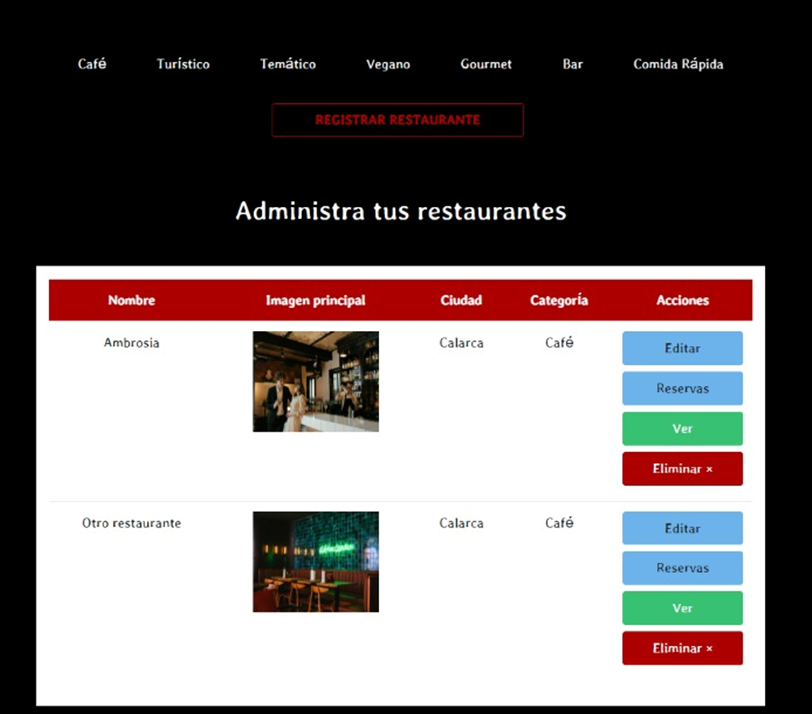 Café Turístico Temático Vegano Gourmet Bar Comida Rápida
REGISTRAR RESTAURANTE
Administra tus restaurantes
Nombre Imagen principal Ciudad Categoría Acciones
Ambrosia Calarca Café Editar
Reservas
Ver
Eliminar ×
Otro restaurante Calarca Café Editar
Reservas
Ver
Eliminar ×